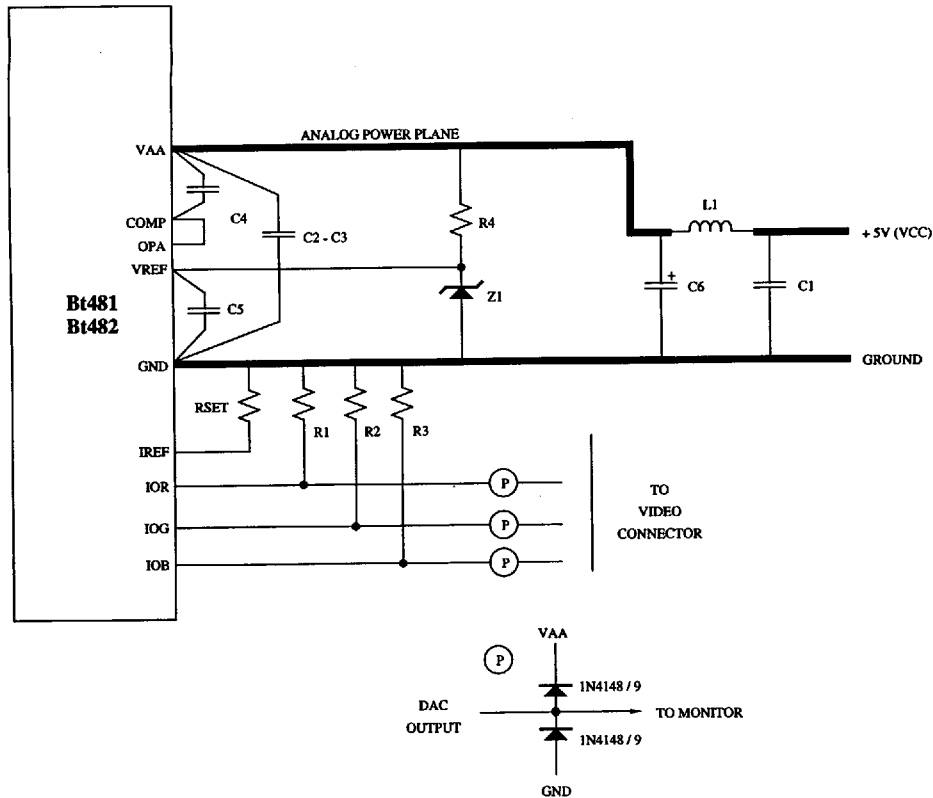 ANALOG POWER PLANE
VAA
C4
COMP
OPA
C2 - C3
R4
L1
+ 5V (VCC)
VREF
Z1
+
C6
C1
Bt481
Bt482
C5
GND
GROUND
RSET
R1
R2
R3
IREF
IOR
P
IOG
P
IOB
P
TO
VIDEO
CONNECTOR
VAA
P
1N4148 / 9
DAC
OUTPUT
TO MONITOR
1N4148 / 9
GND